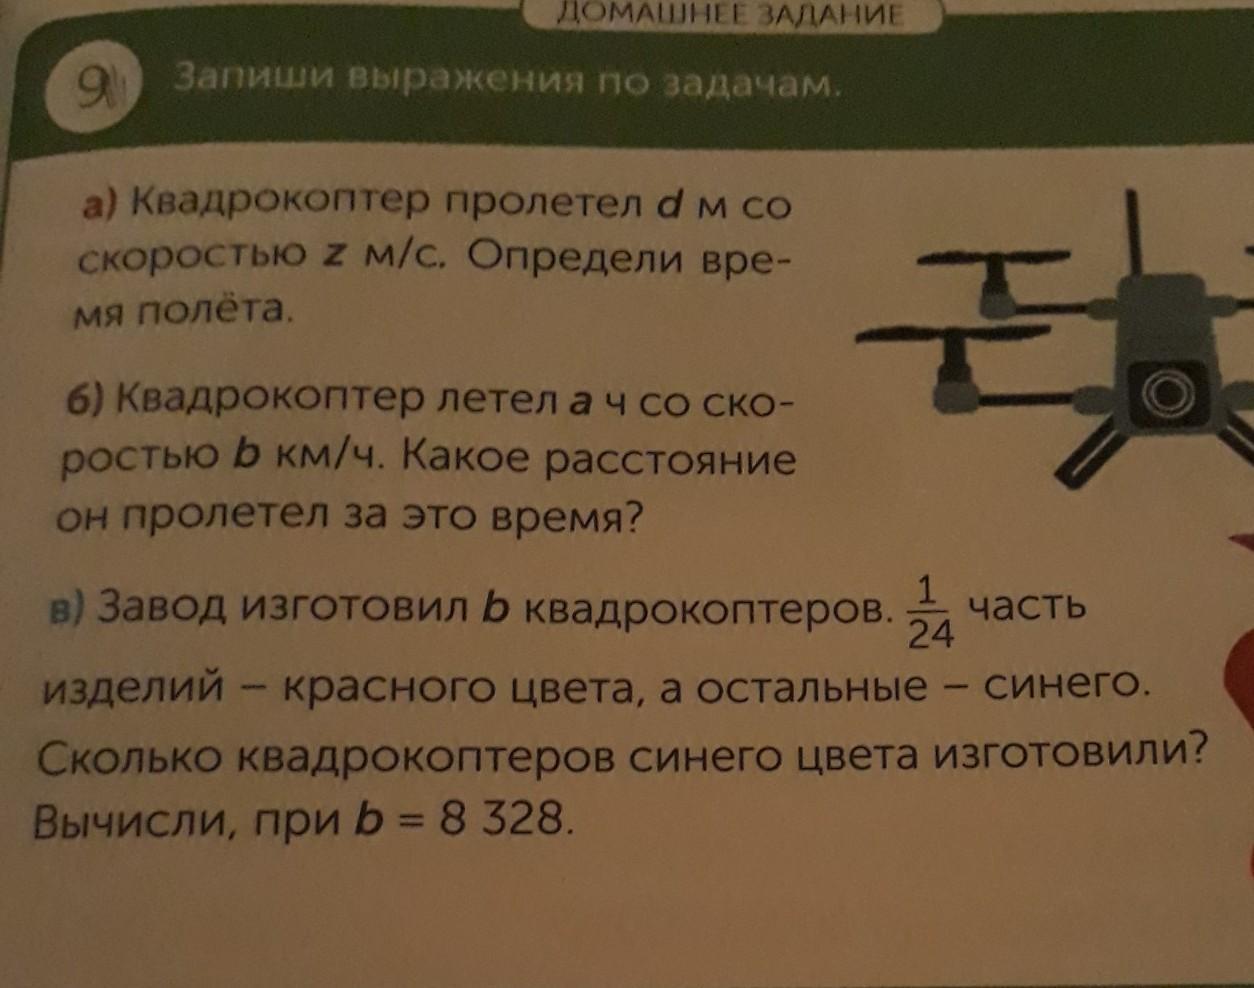 ДОМАШНЕЕ ЗАДАНИЕ
9
Запиши выражения по задачам.
а) Квадрокоптер пролетел d м со
скоростью z м/с. Определи вре-
мя полёта.
б) Квадрокоптер летел а ч со ско-
ростью b км/ч. Какое расстояние
он пролетел за это время?
в) Завод изготовил b квадрокоптеров. 1/24 часть
изделий – красного цвета, а остальные – синего.
Сколько квадрокоптеров синего цвета изготовили?
Вычисли, при b = 8 328.